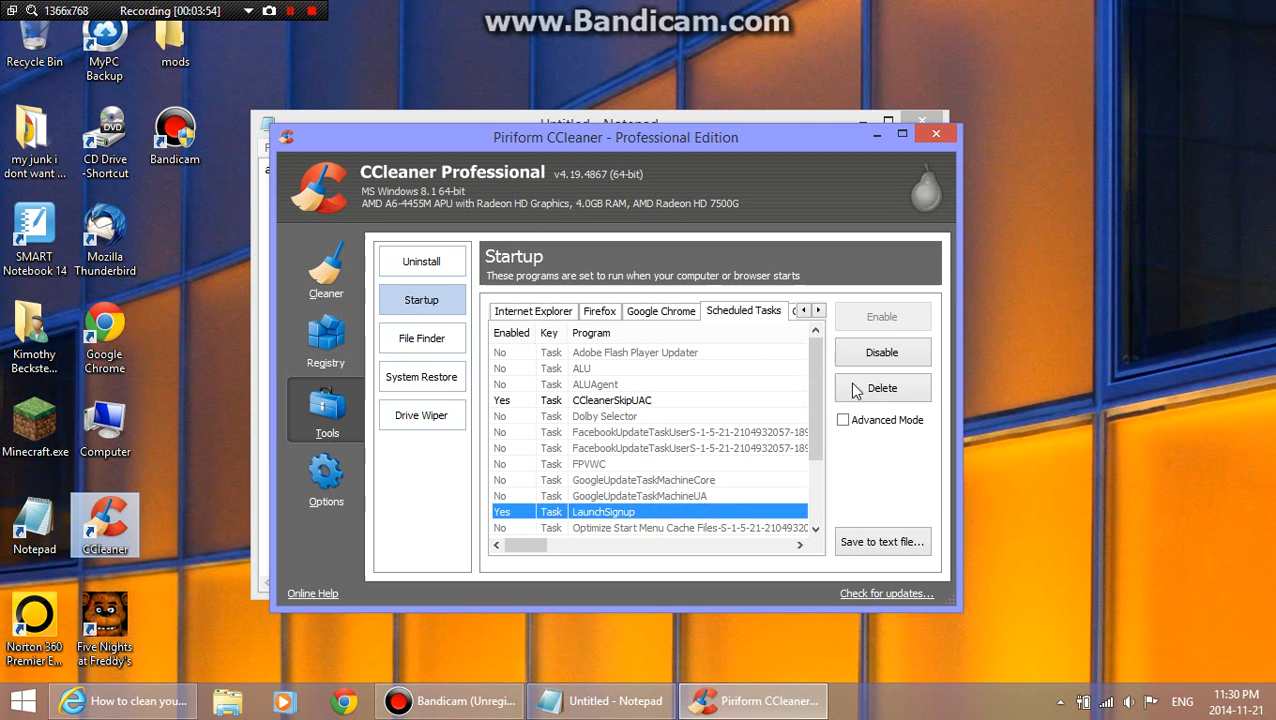 1366x768
Recording [00:03:54]
www.Bandicam.com
Recycle Bin
MyPC
Backup
mods
my junk i
dont want ...
CD Drive
-Shortcut
Bandicam
SMART
Notebook 14
Mozilla
Thunderbird
Kimothy
Beckste...
Google
Chrome
Minecraft.exe
Computer
Notepad
CCleaner
Norton 360
Premier E...
Five Nights
at Freddy's
Untitled - Notepad
Piriform CCleaner - Professional Edition
CCleaner Professional v4.19.4867 (64-bit)
MS Windows 8.1 64-bit
AMD A6-4455M APU with Radeon HD Graphics, 4.0GB RAM, AMD Radeon HD 7500G
Cleaner
Registry
Tools
Options
Uninstall
Startup
File Finder
System Restore
Drive Wiper
Startup
These programs are set to run when your computer or browser starts
Internet Explorer Firefox Google Chrome Scheduled Tasks
Enabled Key Program
No Task Adobe Flash Player Updater
No Task ALU
No Task ALUAgent
Yes Task CCleanerSkipUAC
No Task Dolby Selector
No Task FacebookUpdateTaskUserS-1-5-21-2104932057-189
No Task FacebookUpdateTaskUserS-1-5-21-2104932057-189
No Task FPVWC
No Task GoogleUpdateTaskMachineCore
No Task GoogleUpdateTaskMachineUA
Yes Task LaunchSignup
No Task Optimize Start Menu Cache Files-S-1-5-21-21049320
Enable
Disable
Delete
Advanced Mode
Save to text file...
Online Help
Check for updates...
How to clean you...
Bandicam (Unregi...
Untitled - Notepad
Piriform CCleaner...
ENG
11:30 PM
2014-11-21